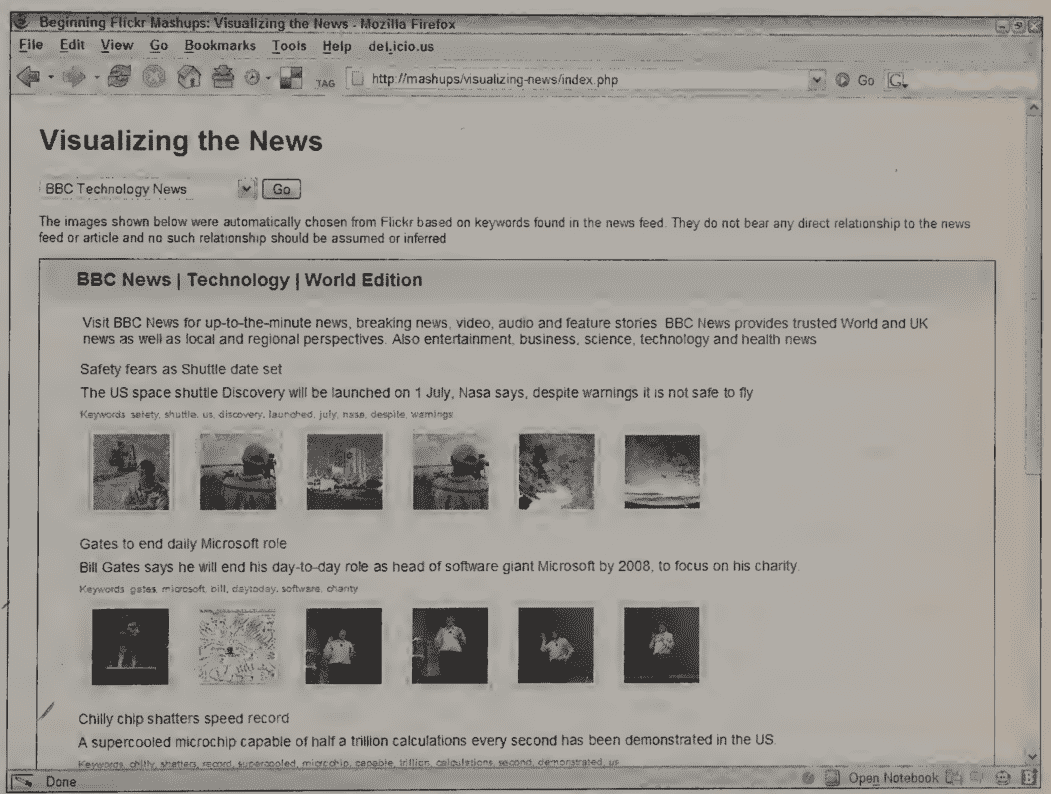 Beginning Flickr Mashups: Visualizing the News - Mozilla Firefox
File Edit View Go Bookmarks Tools Help del.icio.us
TAG http://mashups/visualizing-news/index.php Go G
Visualizing the News
BBC Technology News Go
The images shown below were automatically chosen from Flickr based on keywords found in the news feed. They do not bear any direct relationship to the news
feed or article and no such relationship should be assumed or inferred
BBC News | Technology | World Edition
Visit BBC News for up-to-the-minute news, breaking news, video, audio and feature stories BBC News provides trusted World and UK
news as well as local and regional perspectives. Also entertainment, business, science, technology and health news
Safety fears as Shuttle date set
The US space shuttle Discovery will be launched on 1 July, Nasa says, despite warnings it is not safe to fly
Keywords safety, shuttle, us, discovery, launched, july, nasa, despite, warnings
Gates to end daily Microsoft role
Bill Gates says he will end his day-to-day role as head of software giant Microsoft by 2008, to focus on his charity.
Keywords gates, microsoft, bill, daytoday, software, charity
Chilly chip shatters speed record
A supercooled microchip capable of half a trillion calculations every second has been demonstrated in the US.
Keywords, chilly, shatters, record, supercooled, microchip, capable, trillion, calculations, second, demonstrated, us
Done Open Notebook